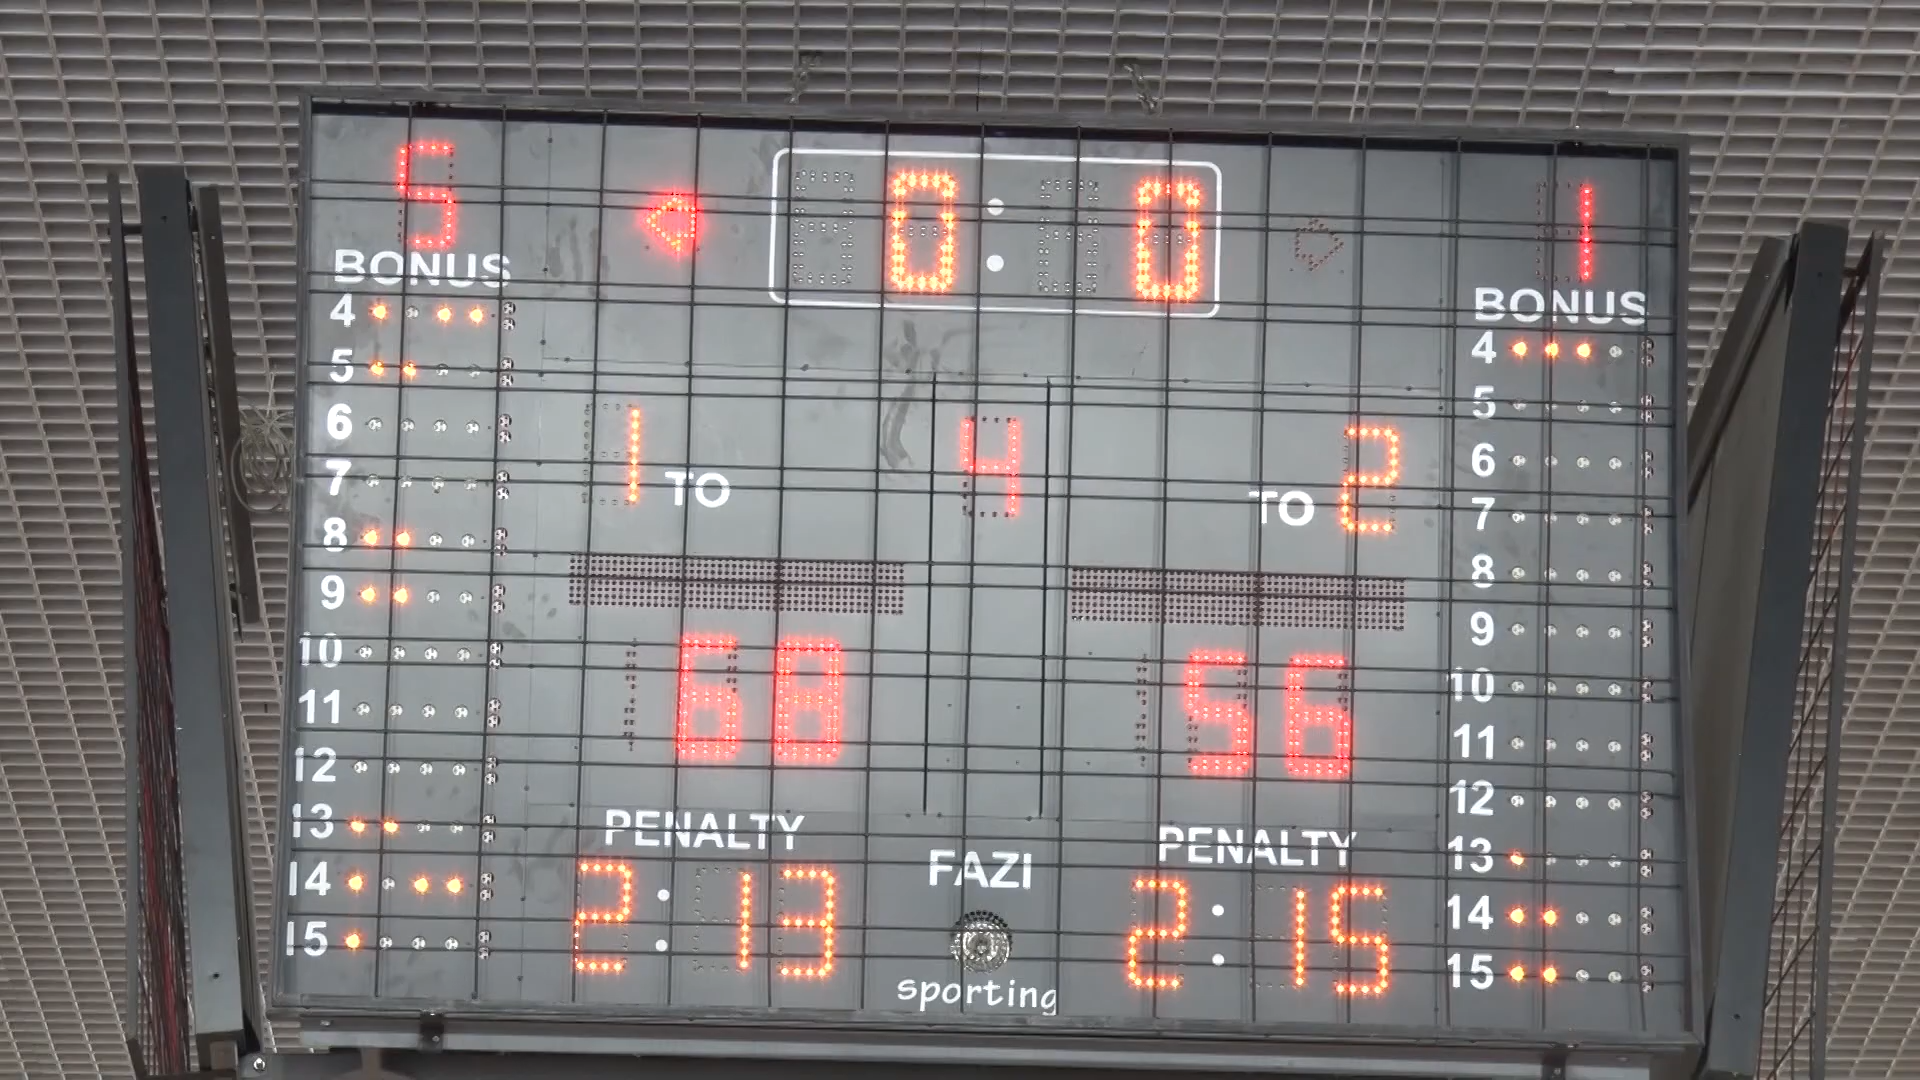 5 0:0 1
BONUS BONUS
4 4
5 5
1 TO 4 TO 2
6 6
7 7
8 8
9 9
10 10
68 56
11 11
12 12
PENALTY PENALTY
13 13
FAZI
14 14
2:13 2:15
15 15
sporting